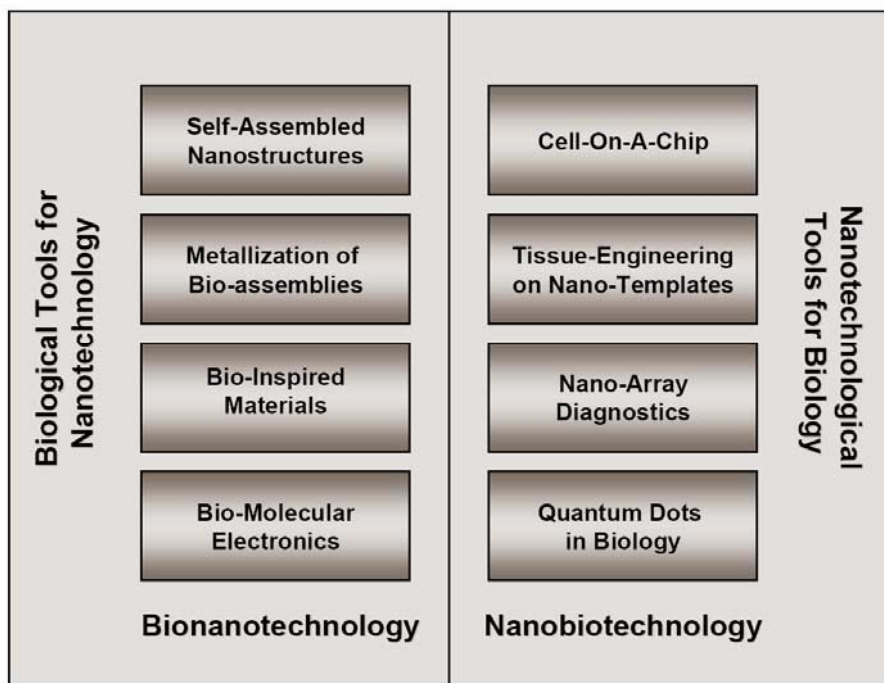 Biological Tools for
Nanotechnology
Self-Assembled
Nanostructures
Metallization of
Bio-assemblies
Bio-Inspired
Materials
Bio-Molecular
Electronics
Bionanotechnology
Cell-On-A-Chip
Tissue-Engineering
on Nano-Templates
Nano-Array
Diagnostics
Quantum Dots
in Biology
Nanobiotechnology
Nanotechnological
Tools for Biology